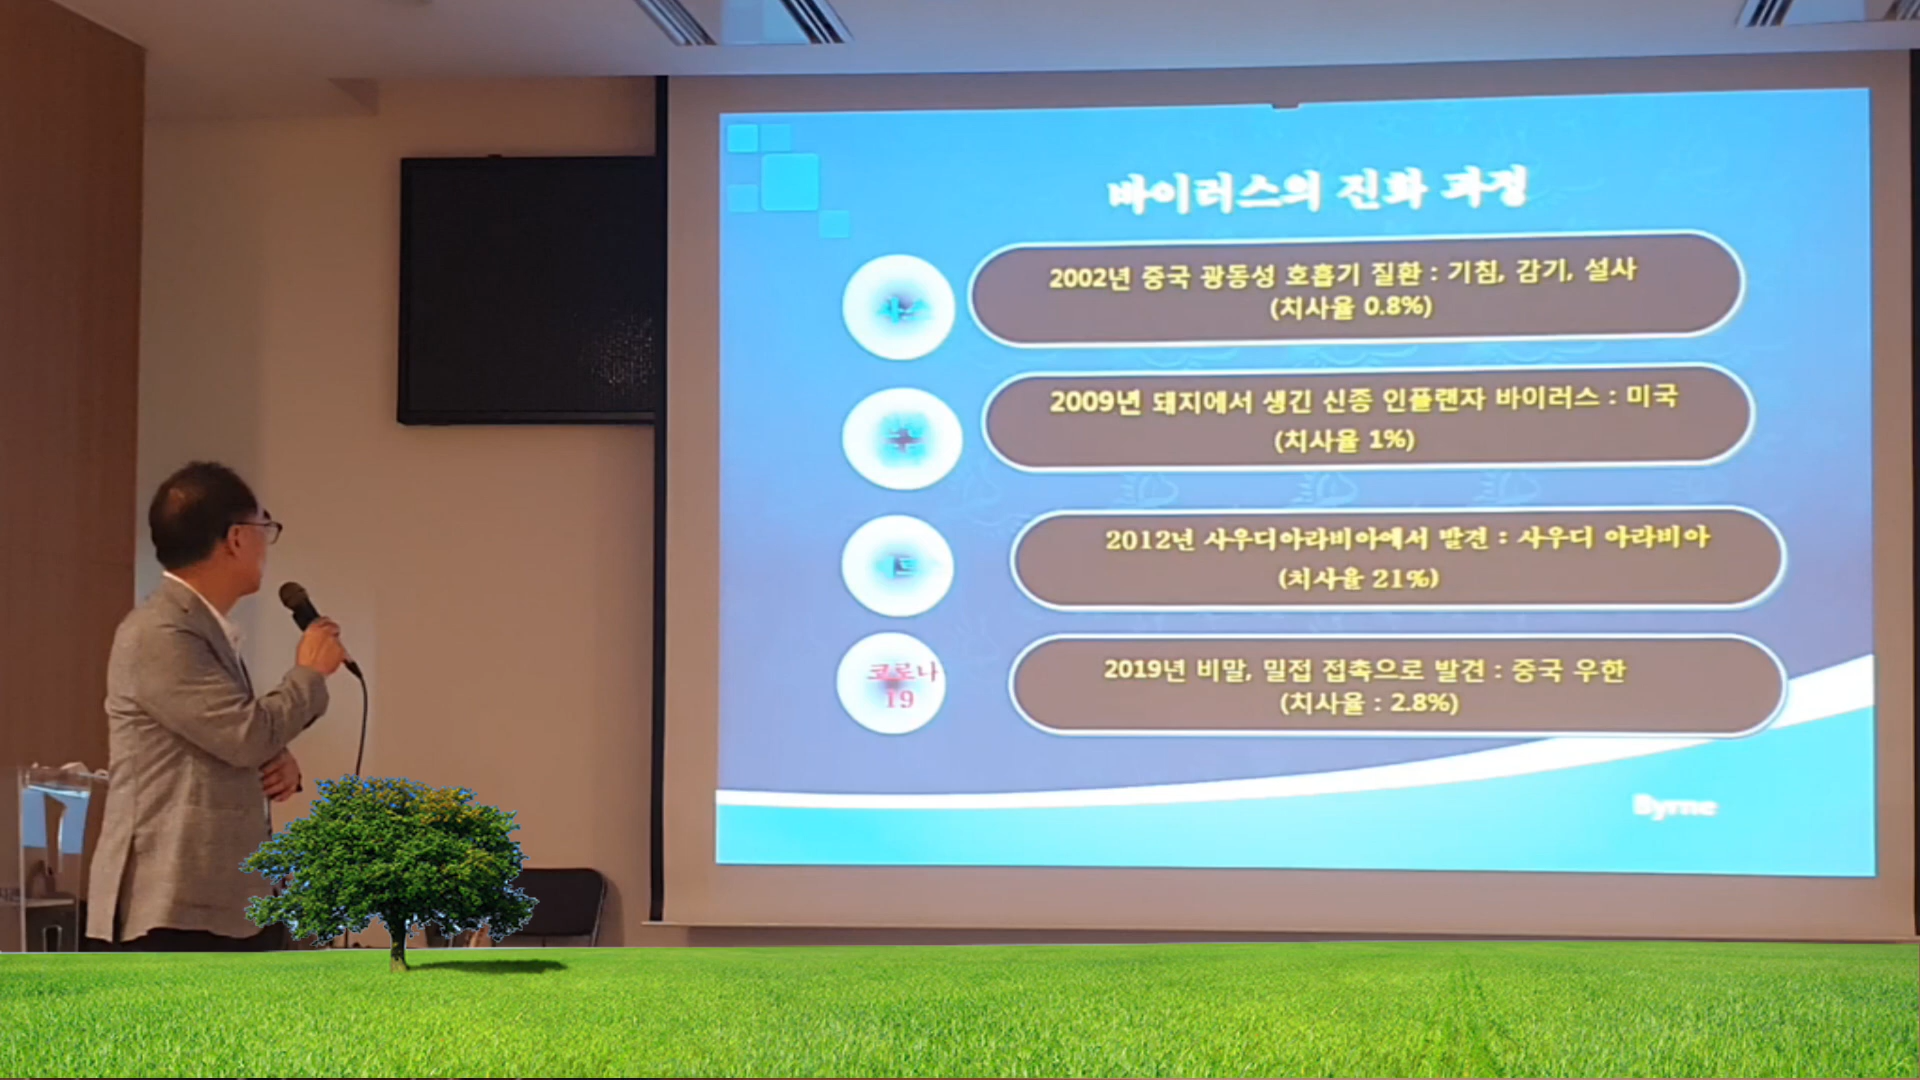 바이러스의 진화 과정
사스
2002년 중국 광동성 호흡기 질환 : 기침, 감기, 설사
(치사율 0.8%)
2009년 돼지에서 생긴 신종 인플랜자 바이러스 : 미국
(치사율 1%)
2012년 사우디아라비아에서 발견 : 사우디 아라비아
(치사율 21%)
코로나
19
2019년 비말, 밀접 접촉으로 발견 : 중국 우한
(치사율 : 2.8%)
Byrne